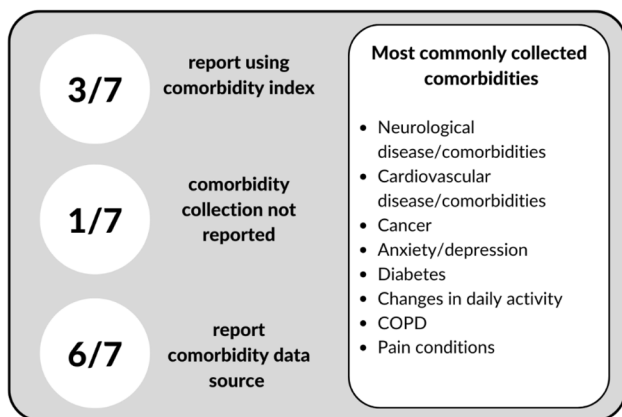 3/7
report using
comorbidity index
1/7
comorbidity
collection not
reported
6/7
report
comorbidity data
source
Most commonly collected
comorbidities
• Neurological
disease/comorbidities
• Cardiovascular
disease/comorbidities
• Cancer
• Anxiety/depression
• Diabetes
• Changes in daily activity
• COPD
• Pain conditions